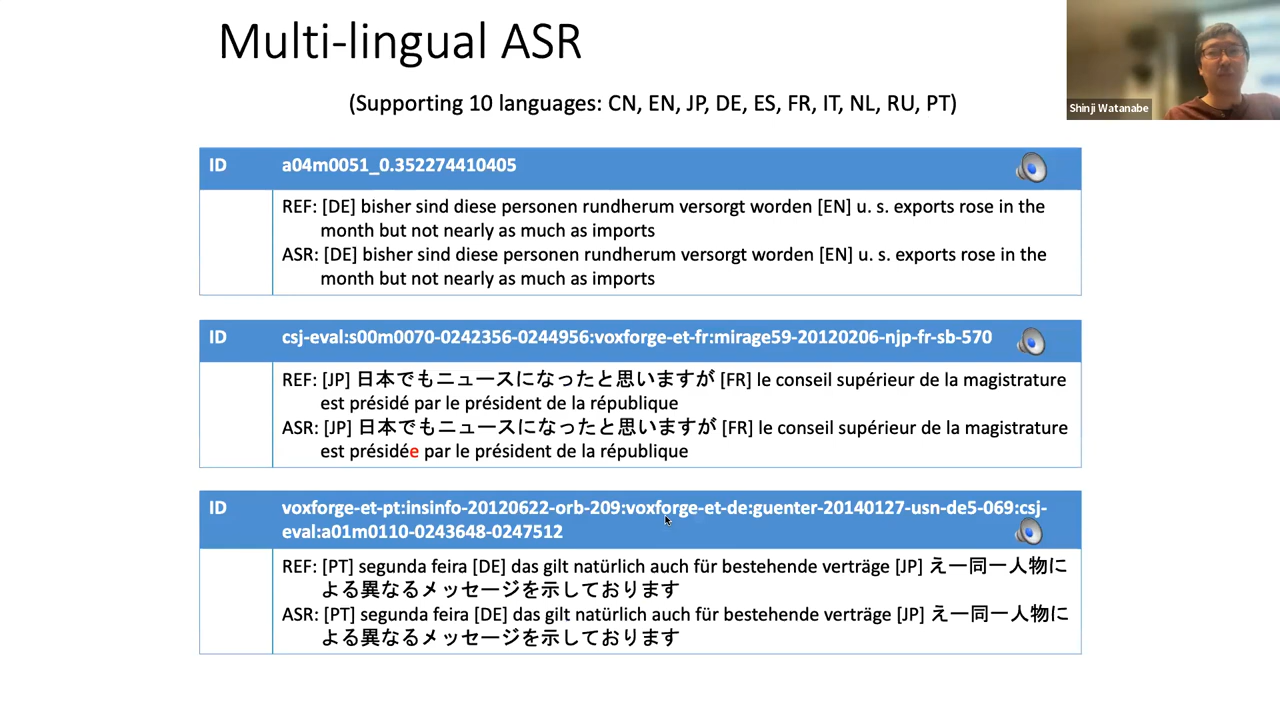 Multi-lingual ASR
(Supporting 10 languages: CN, EN, JP, DE, ES, FR, IT, NL, RU, PT)
Shinji Watanabe
ID a04m0051_0.352274410405
REF: [DE] bisher sind diese personen rundherum versorgt worden [EN] u. s. exports rose in the
month but not nearly as much as imports
ASR: [DE] bisher sind diese personen rundherum versorgt worden [EN] u. s. exports rose in the
month but not nearly as much as imports
ID csj-eval:s00m0070-0242356-0244956:voxforge-et-fr:mirage59-20120206-njp-fr-sb-570
REF: [JP] 日本でもニュースになったと思いますが [FR] le conseil supérieur de la magistrature
est présidé par le président de la république
ASR: [JP] 日本でもニュースになったと思いますが [FR] le conseil supérieur de la magistrature
est présidée par le président de la république
ID voxforge-et-pt:insinfo-20120622-orb-209:voxforge-et-de:guenter-20140127-usn-de5-069:csj-
eval:a01m0110-0243648-0247512
REF: [PT] segunda feira [DE] das gilt natürlich auch für bestehende verträge [JP] え一同一人物に
よる異なるメッセージを示しております
ASR: [PT] segunda feira [DE] das gilt natürlich auch für bestehende verträge [JP] え一同一人物に
よる異なるメッセージを示しております